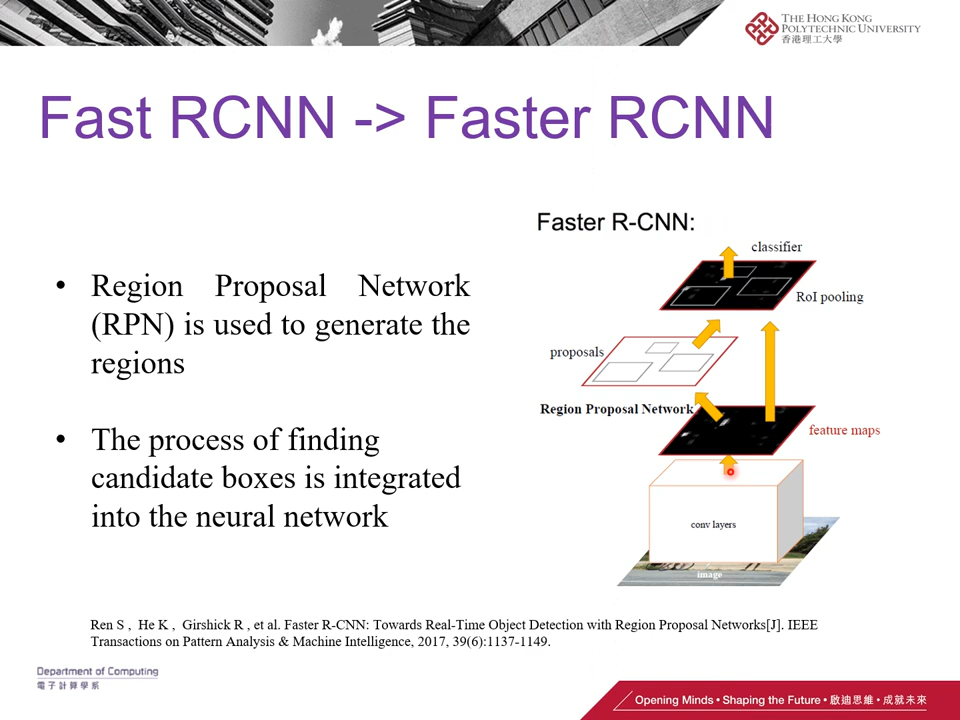 THE HONG KONG
POLYTECHNIC UNIVERSITY
香港理工大學
Fast RCNN -> Faster RCNN
• Region Proposal Network
(RPN) is used to generate the
regions
• The process of finding
candidate boxes is integrated
into the neural network
Faster R-CNN:
classifier
RoI pooling
proposals
Region Proposal Network
feature maps
conv layers
image
Ren S , He K , Girshick R , et al. Faster R-CNN: Towards Real-Time Object Detection with Region Proposal Networks[J]. IEEE
Transactions on Pattern Analysis & Machine Intelligence, 2017, 39(6):1137-1149.
Department of Computing
電子計算學系
Opening Minds • Shaping the Future • 啟迪思維 • 成就未來